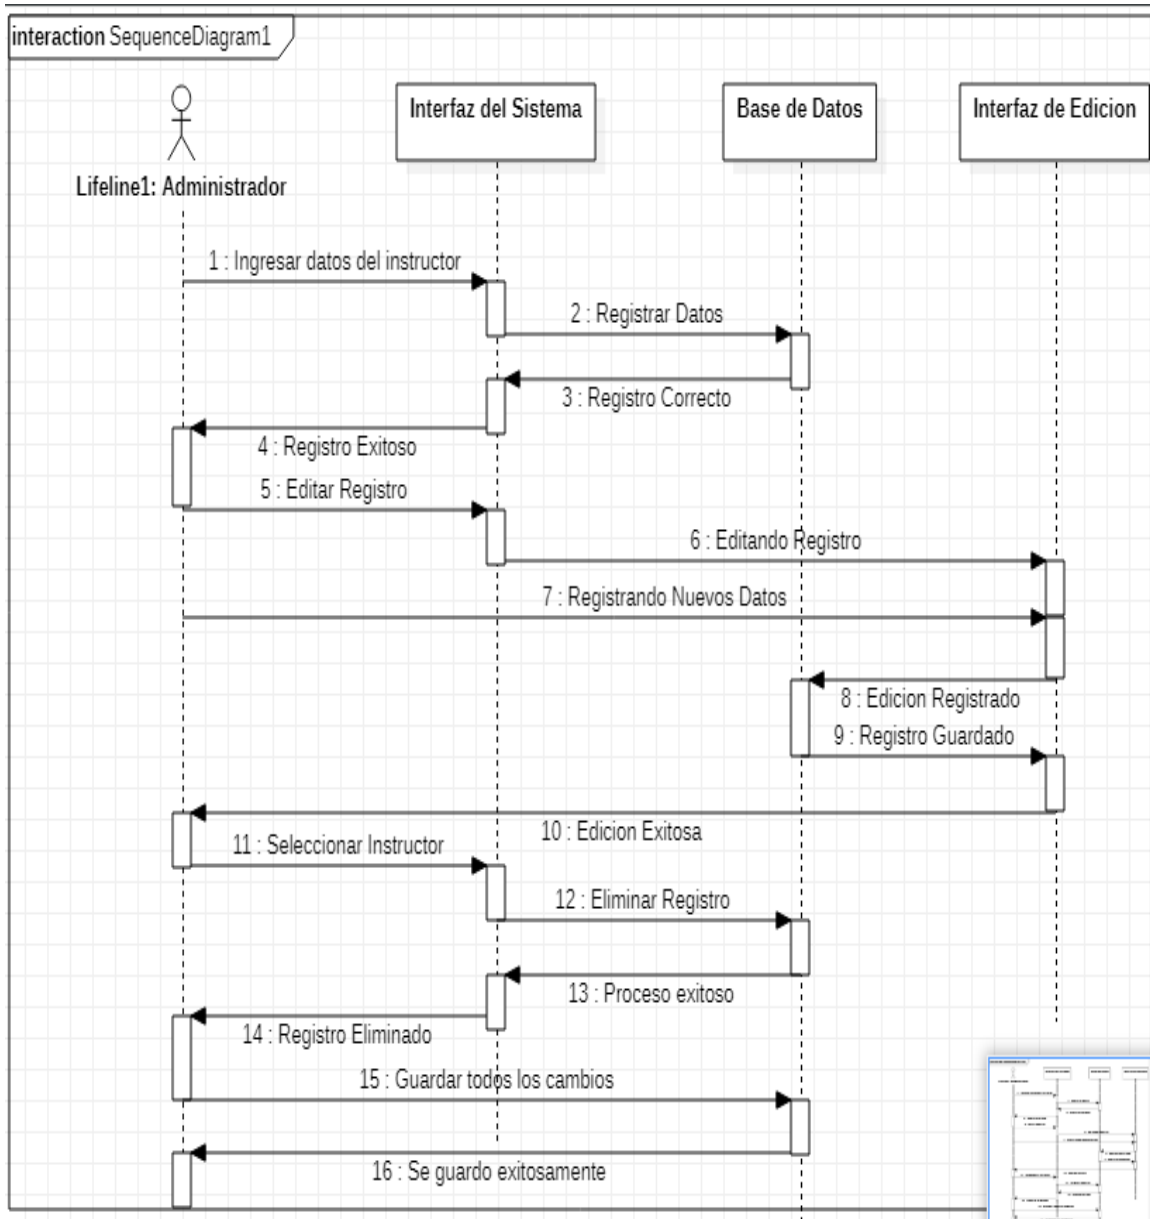 interaction SequenceDiagram1
Interfaz del Sistema
Base de Datos
Interfaz de Edicion
Lifeline1: Administrador
1 : Ingresar datos del instructor
2 : Registrar Datos
3 : Registro Correcto
4 : Registro Exitoso
5 : Editar Registro
6 : Editando Registro
7 : Registrando Nuevos Datos
8 : Edicion Registrado
9 : Registro Guardado
10 : Edicion Exitosa
11 : Seleccionar Instructor
12 : Eliminar Registro
13 : Proceso exitoso
14 : Registro Eliminado
15 : Guardar todos los cambios
16 : Se guardo exitosamente